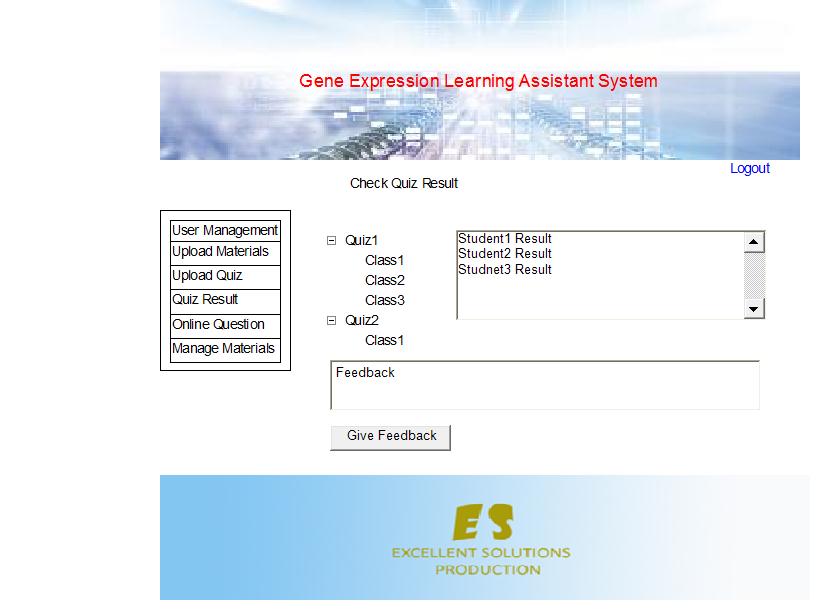 Gene Expression Learning Assistant System
Logout
Check Quiz Result
User Management
Upload Materials
Upload Quiz
Quiz Result
Online Question
Manage Materials
Quiz1
Class1
Class2
Class3
Quiz2
Class1
Student1 Result
Student2 Result
Studnet3 Result
Feedback
Give Feedback
ES
EXCELLENT SOLUTIONS
PRODUCTION